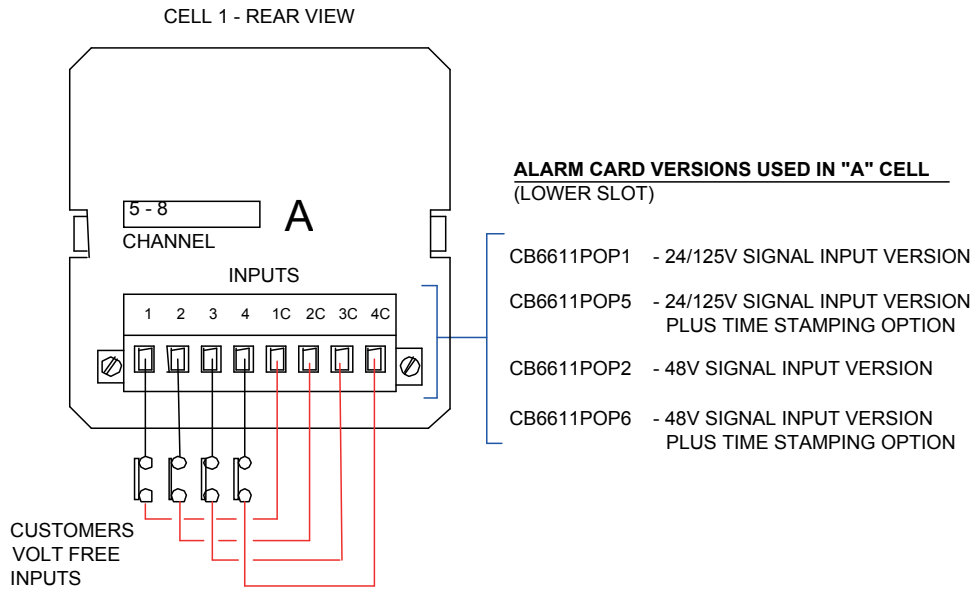 CELL 1 - REAR VIEW
ALARM CARD VERSIONS USED IN "A" CELL
(LOWER SLOT)
5 - 8
A
CHANNEL
INPUTS
1 2 3 4 1C 2C 3C 4C
CB6611POP1 - 24/125V SIGNAL INPUT VERSION
CB6611POP5 - 24/125V SIGNAL INPUT VERSION
PLUS TIME STAMPING OPTION
CB6611POP2 - 48V SIGNAL INPUT VERSION
CB6611POP6 - 48V SIGNAL INPUT VERSION
PLUS TIME STAMPING OPTION
CUSTOMERS
VOLT FREE
INPUTS